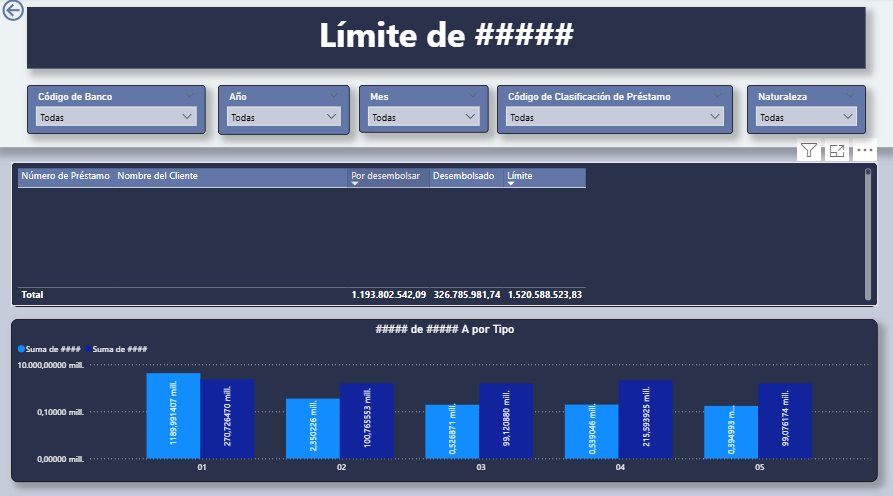 Límite de #####
Código de Banco
Todas
Año
Todas
Mes
Todas
Código de Clasificación de Préstamo
Todas
Naturaleza
Todas
Número de Préstamo Nombre del Cliente Por desembolsar Desembolsado Límite
Total 1.193.802.542,09 326.785.981,74 1.520.588.523,83
##### de ##### A por Tipo
Suma de #### Suma de ####
10.000,00000 mill.
0,10000 mill.
0,00000 mill.
1189,991407 mill.
270,726470 mill.
2,350226 mill.
100,765553 mill.
0,526871 mill.
99,120880 mill.
0,539046 mill.
215,593925 mill.
0,394993 m...
99,076174 mill.
01 02 03 04 05